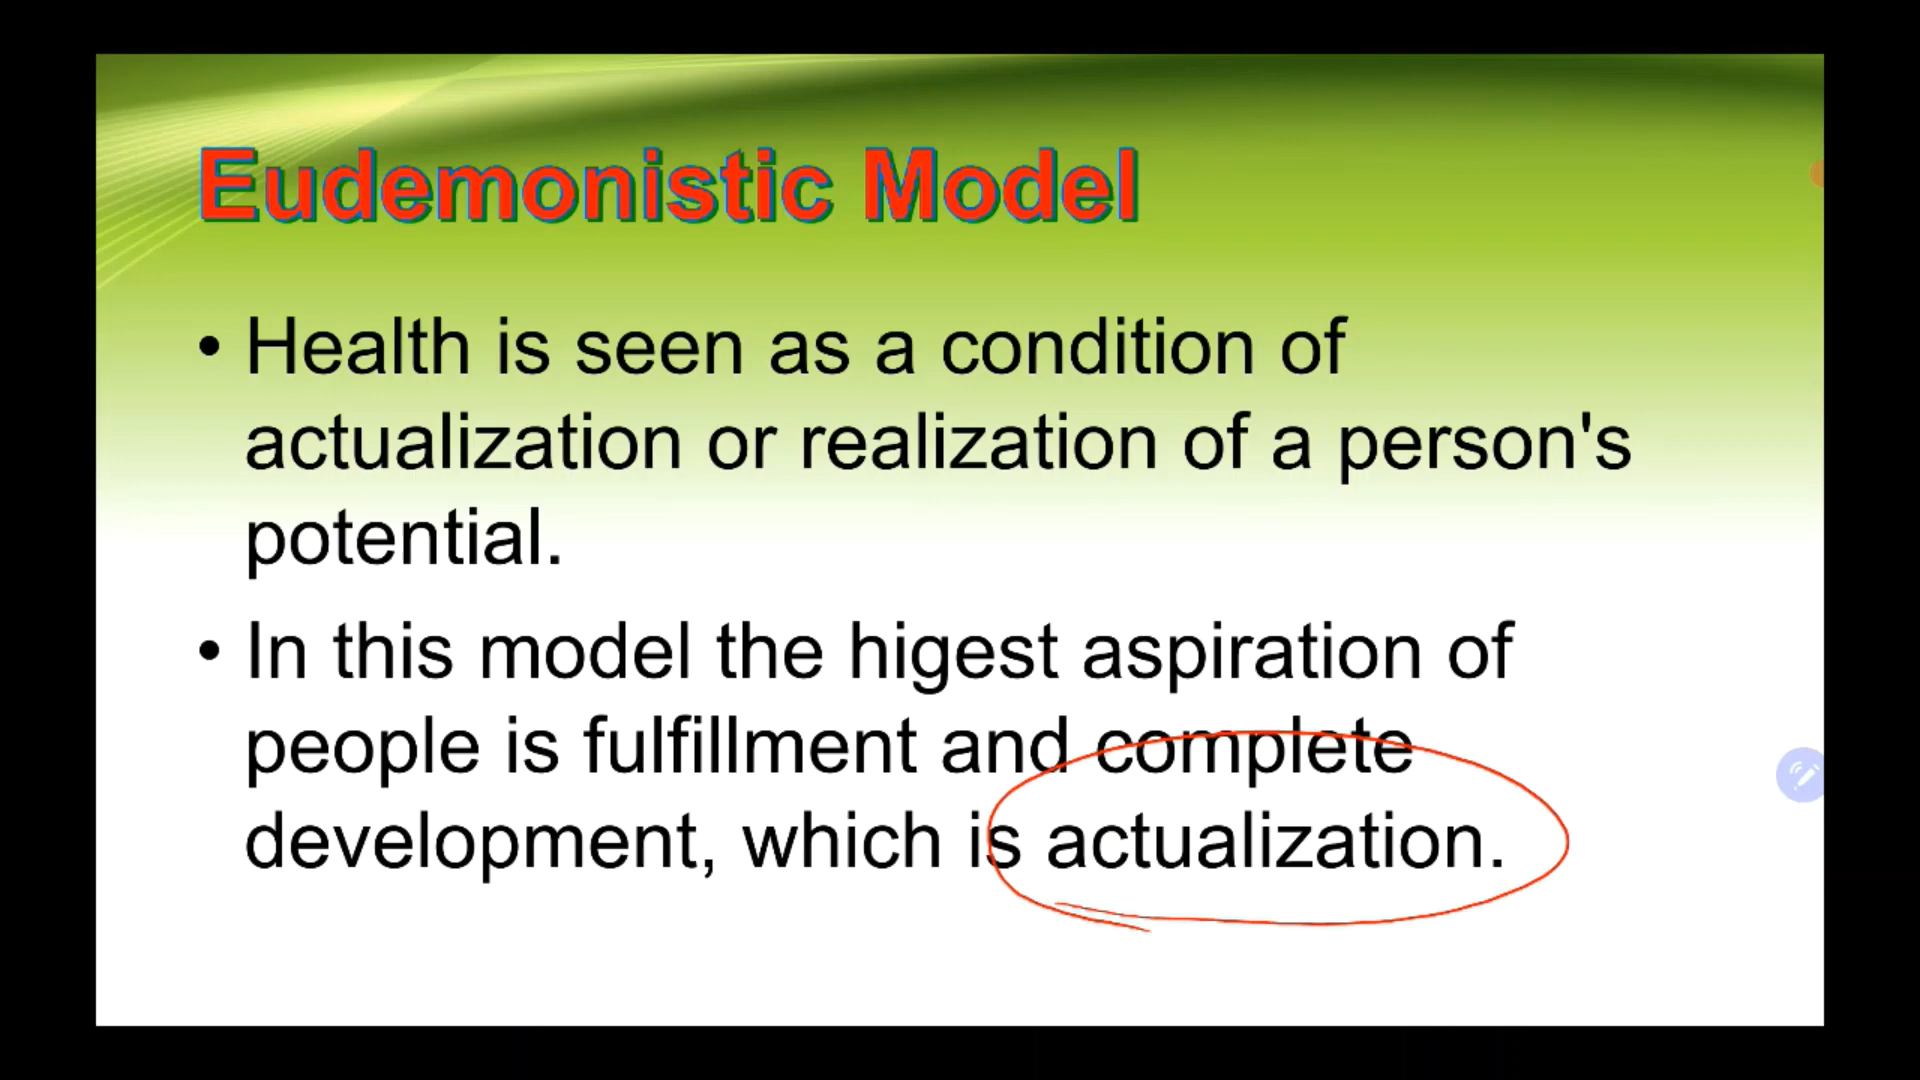 Eudemonistic Model
• Health is seen as a condition of
actualization or realization of a person's
potential.
• In this model the higest aspiration of
people is fulfillment and complete
development, which is actualization.